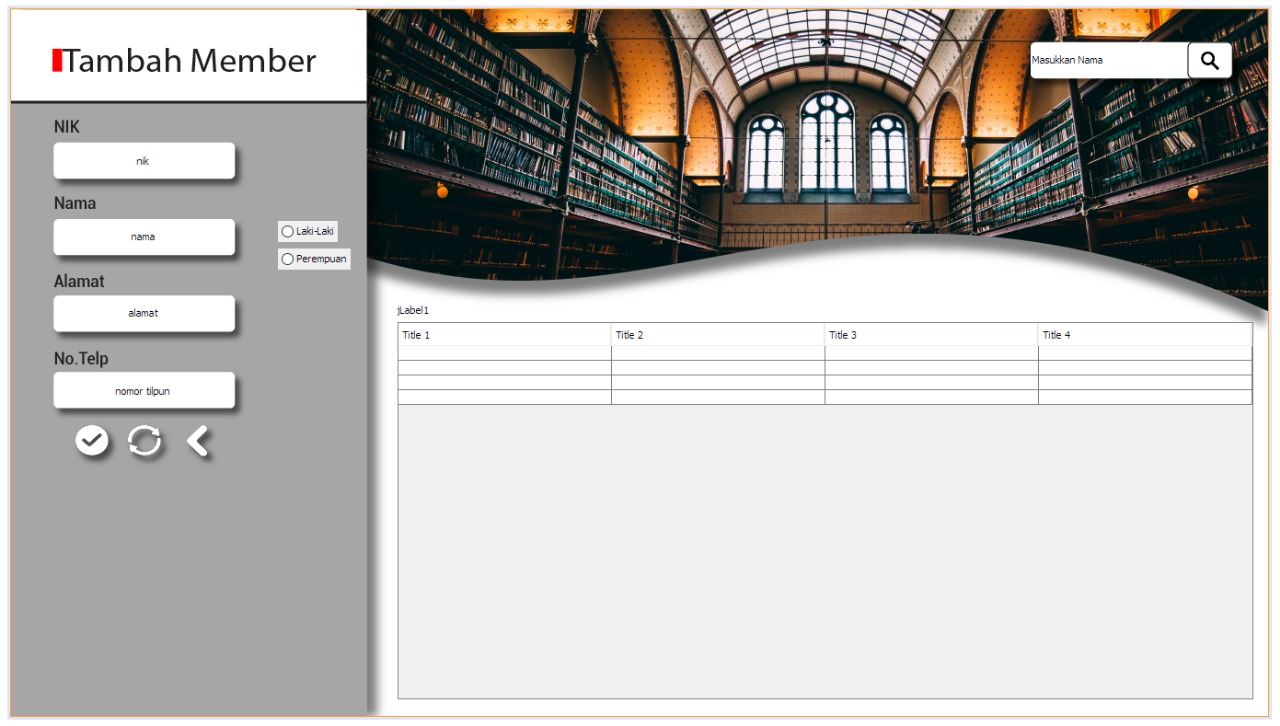 Tambah Member
Masukkan Nama
NIK
nik
Nama
nama
Laki-Laki
Perempuan
Alamat
alamat
No.Telp
nomor tilpun
jLabel1
Title 1 Title 2 Title 3 Title 4